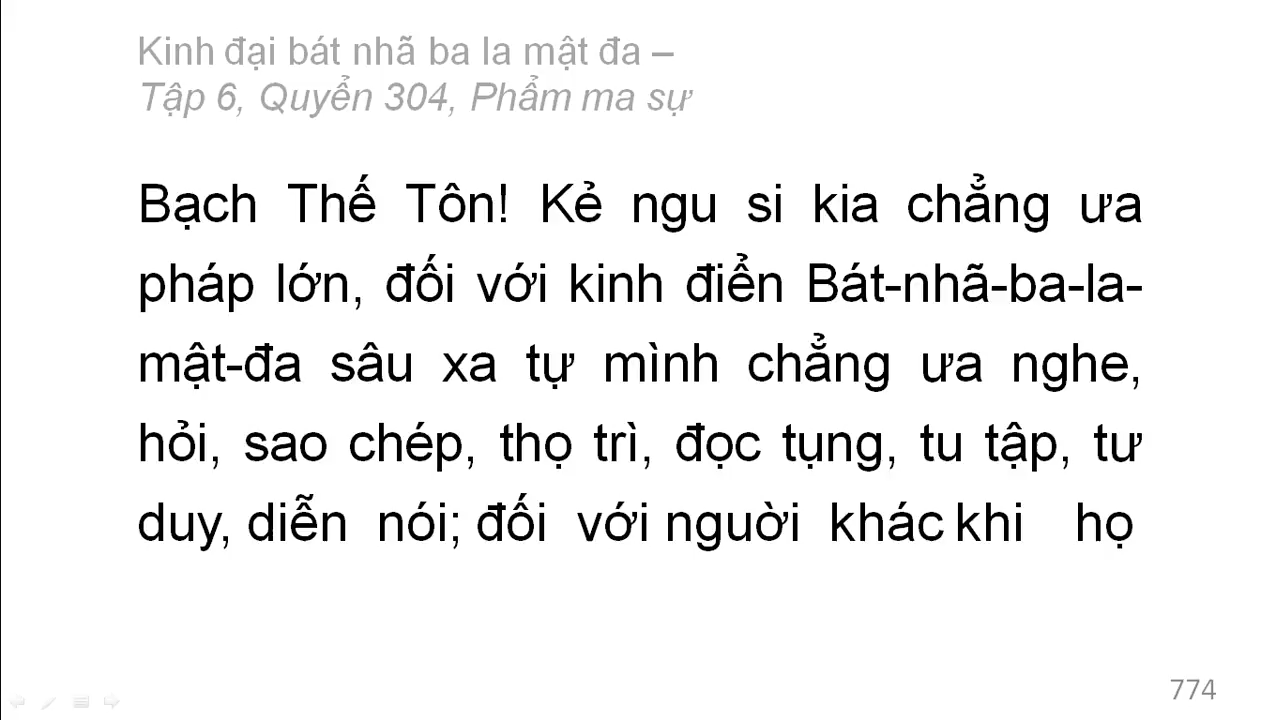 Kinh đại bát nhã ba la mật đa –
Tập 6, Quyển 304, Phẩm ma sự
Bạch Thế Tôn! Kẻ ngu si kia chẳng ưa
pháp lớn, đối với kinh điển Bát-nhã-ba-la-
mật-đa sâu xa tự mình chẳng ưa nghe,
hỏi, sao chép, thọ trì, đọc tụng, tu tập, tư
duy, diễn nói; đối với nguời khác khi họ
774